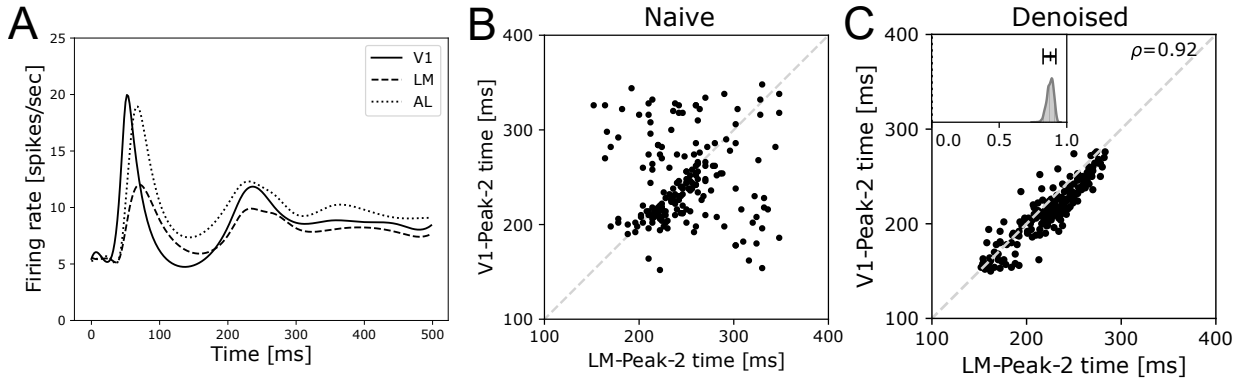 A
Firing rate [spikes/sec]
25
20
15
10
5
0
0
100
200
300
400
500
Time [ms]
V1
LM
AL
B
Naive
V1-Peak-2 time [ms]
400
300
200
100
100
200
300
400
LM-Peak-2 time [ms]
C
Denoised
ρ=0.92
0.0
0.5
1.0
V1-Peak-2 time [ms]
400
300
200
100
100
200
300
400
LM-Peak-2 time [ms]